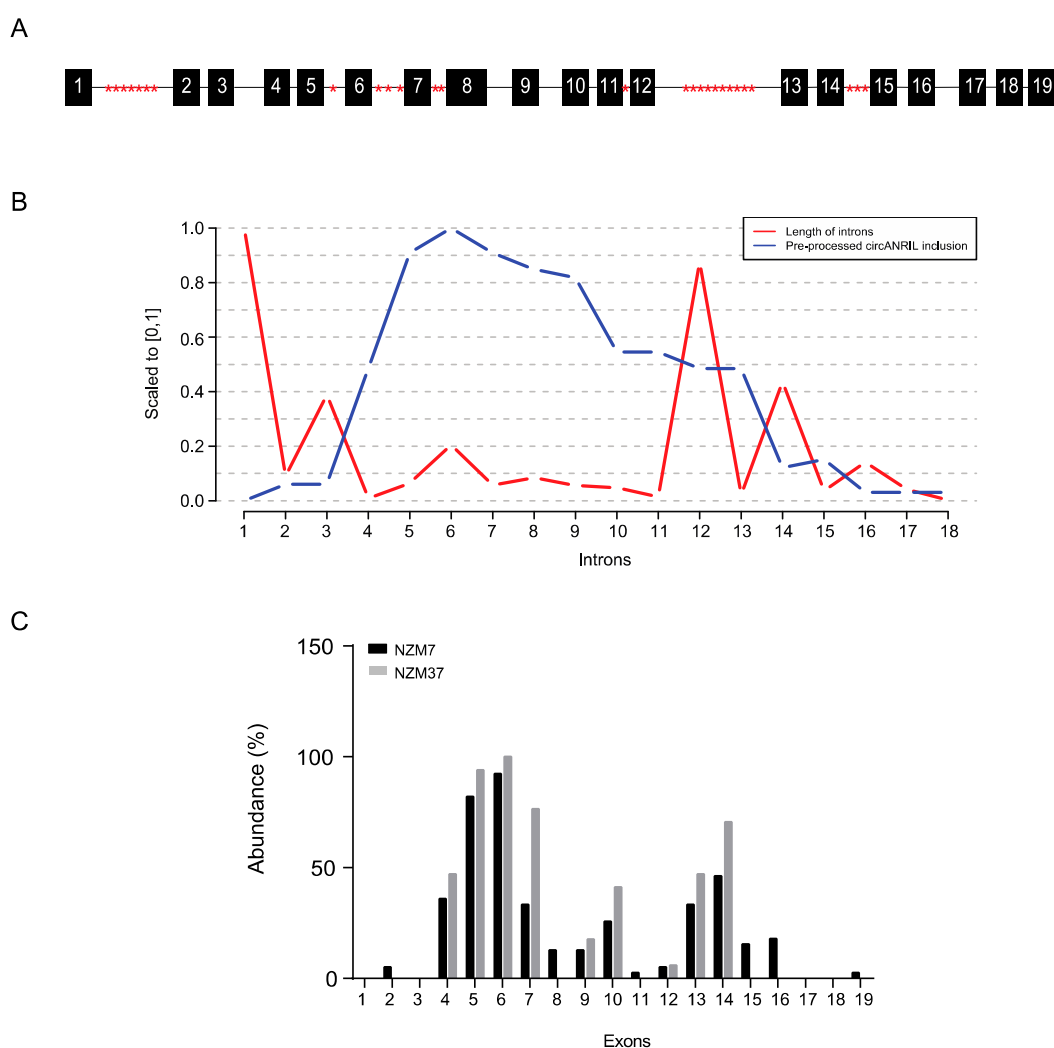 A
1 ******* 2 3 4 5 * 6 *** 7 ** 8 9 10 11 * 12 ********** 13 14 *** 15 16 17 18 19
B
Length of introns
Pre-processed circANRIL inclusion
Scaled to [0,1]
1.0
0.8
0.6
0.4
0.2
0.0
1 2 3 4 5 6 7 8 9 10 11 12 13 14 15 16 17 18
Introns
C
NZM7
NZM37
Abundance (%)
150
100
50
0
1 2 3 4 5 6 7 8 9 10 11 12 13 14 15 16 17 18 19
Exons